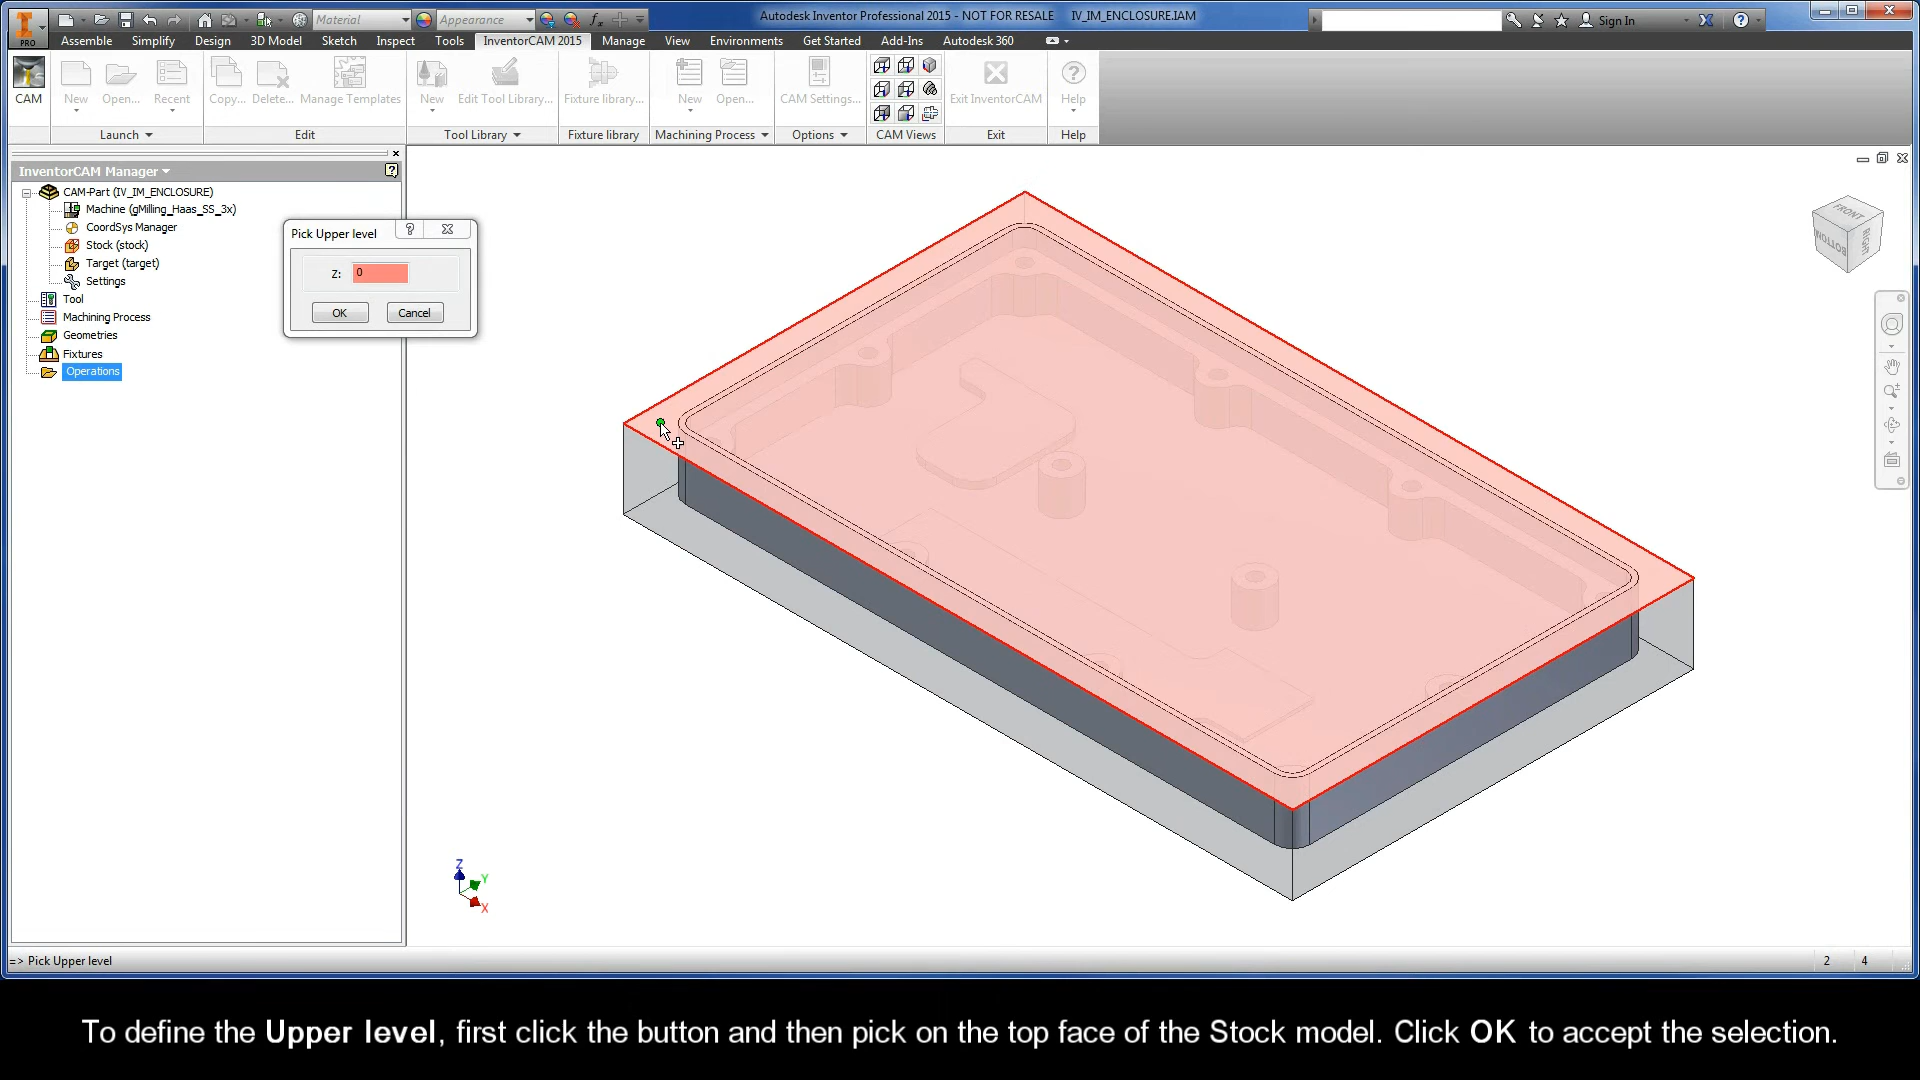 Material
Appearance
Autodesk Inventor Professional 2015 - NOT FOR RESALE IV_IM_ENCLOSURE.IAM
Sign In
PRO
Assemble Simplify Design 3D Model Sketch Inspect Tools InventorCAM 2015 Manage View Environments Get Started Add-Ins Autodesk 360
CAM New Open... Recent Copy... Delete... Manage Templates New Edit Tool Library... Fixture library... New Open... CAM Settings... Exit InventorCAM Help
Launch Edit Tool Library Fixture library Machining Process Options CAM Views Exit Help
InventorCAM Manager
CAM-Part (IV_IM_ENCLOSURE)
Machine (gMilling_Haas_SS_3x)
CoordSys Manager
Stock (stock)
Target (target)
Settings
Tool
Machining Process
Geometries
Fixtures
Operations
Pick Upper level
Z: 0
OK Cancel
FRONT
BOTTOM
RIGHT
Z
Y
X
=> Pick Upper level
2 4
To define the Upper level, first click the button and then pick on the top face of the Stock model. Click OK to accept the selection.